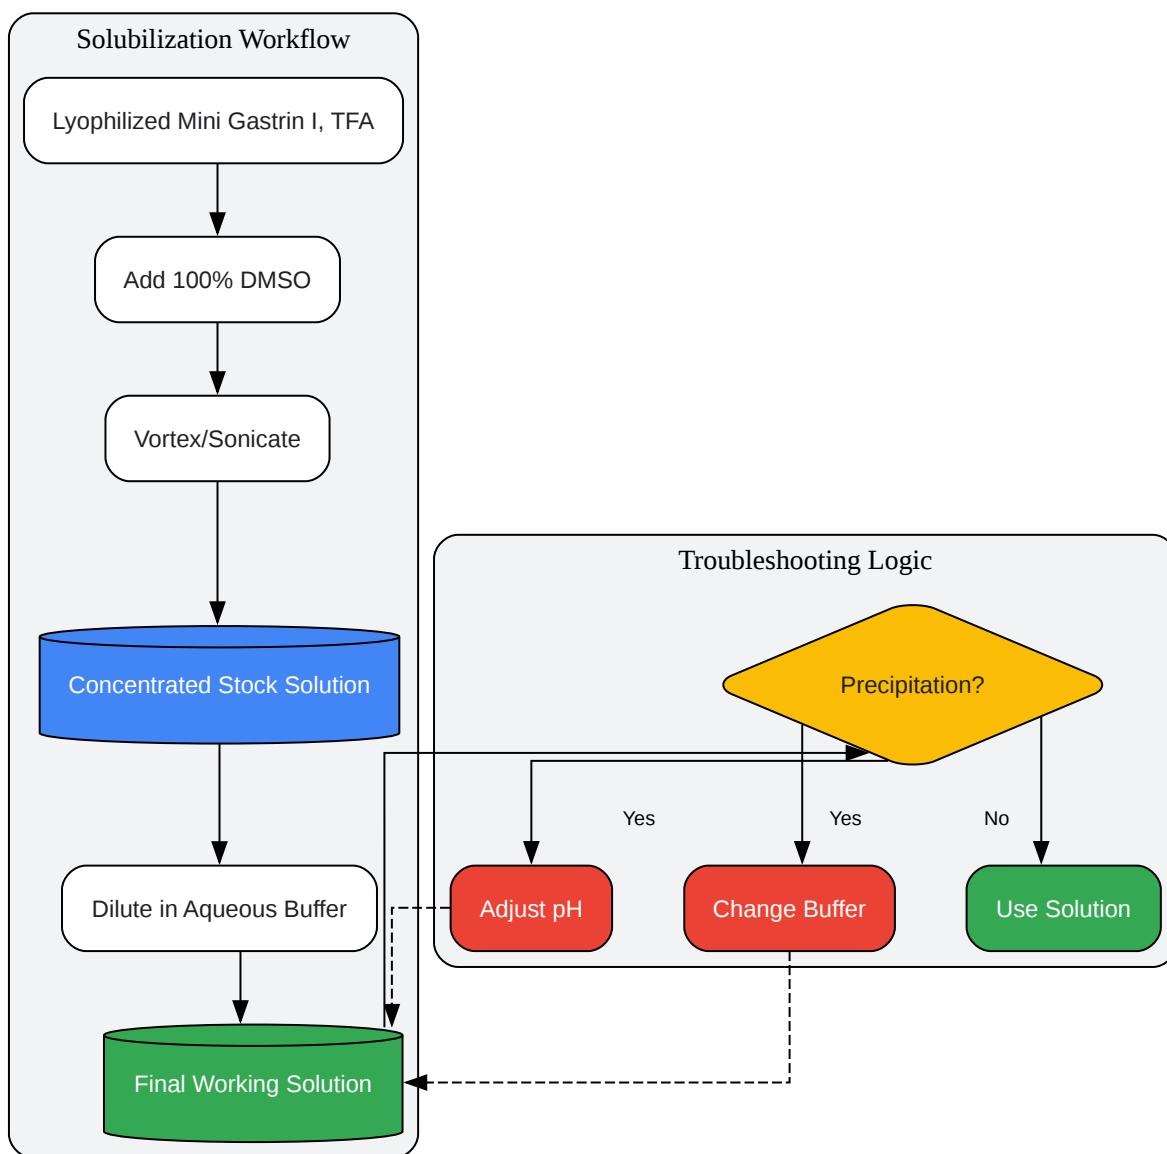 Solubilization Workflow
Lyophilized Mini Gastrin I, TFA
Add 100% DMSO
Vortex/Sonicate
Concentrated Stock Solution
Dilute in Aqueous Buffer
Final Working Solution
Troubleshooting Logic
Precipitation?
Yes
Yes
No
Adjust pH
Change Buffer
Use Solution